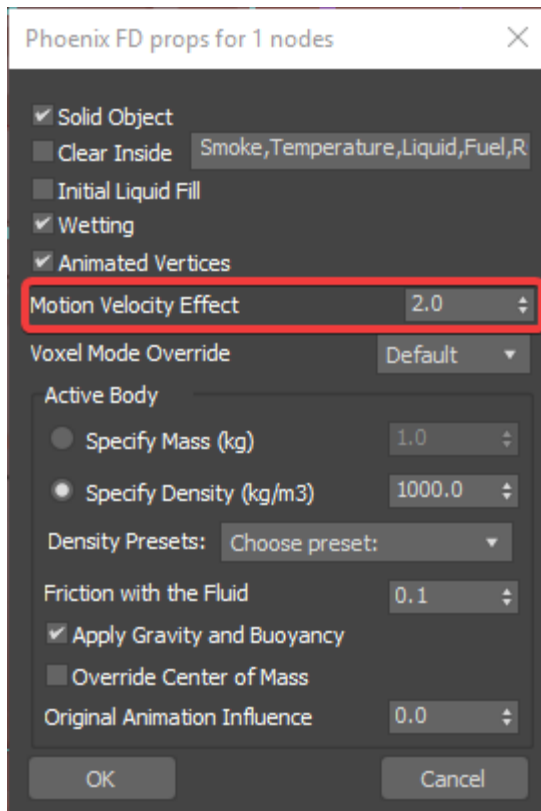 Phoenix FD props for 1 nodes
Solid Object
Clear Inside Smoke,Temperature,Liquid,Fuel,R
Initial Liquid Fill
Wetting
Animated Vertices
Motion Velocity Effect 2.0
Voxel Mode Override Default
Active Body
Specify Mass (kg) 1.0
Specify Density (kg/m3) 1000.0
Density Presets: Choose preset:
Friction with the Fluid 0.1
Apply Gravity and Buoyancy
Override Center of Mass
Original Animation Influence 0.0
OK Cancel